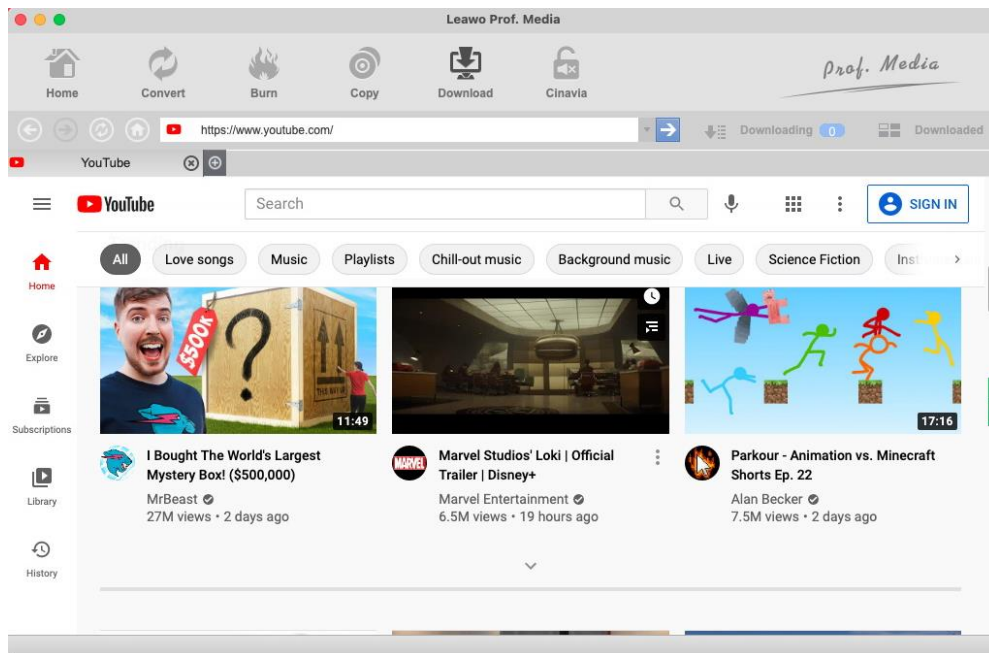 Leawo Prof. Media
Home
Convert
Burn
Copy
Download
Cinavia
Prof. Media
https://www.youtube.com/
Downloading 0
Downloaded
YouTube
YouTube
Search
SIGN IN
All
Love songs
Music
Playlists
Chill-out music
Background music
Live
Science Fiction
Home
Explore
Subscriptions
Library
History
$500K
?
11:49
17:16
I Bought The World's Largest
Mystery Box! ($500,000)
MrBeast
27M views • 2 days ago
MARVEL
Marvel Studios' Loki | Official
Trailer | Disney+
Marvel Entertainment
6.5M views • 19 hours ago
Parkour - Animation vs. Minecraft
Shorts Ep. 22
Alan Becker
7.5M views • 2 days ago